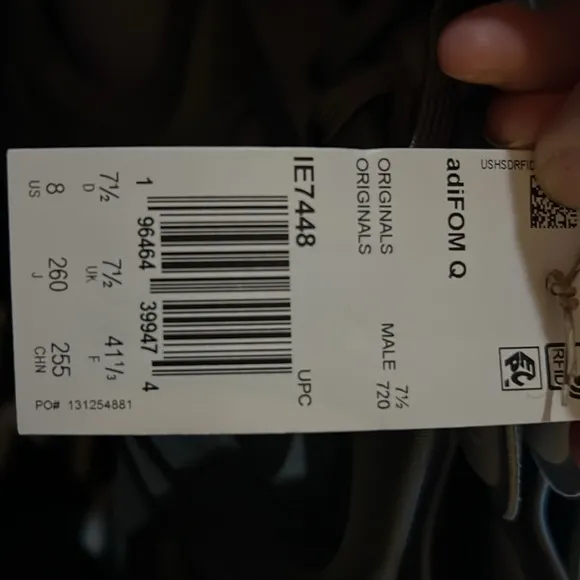 USHSDRFIC
adiFOM Q
ORIGINALS
ORIGINALS
MALE 7½
720
IE7448
UPC
1 96464 39947 4
7½ 7½ 41⅓
D UK F
8 260 255
US J CHN
PO# 131254881
RFID